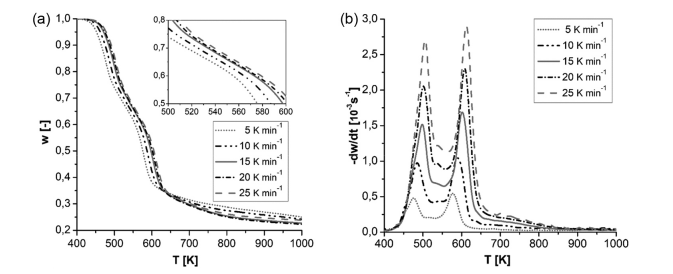 (a)
1,0
0,9
0,8
0,7
0,6
0,5
0,4
0,3
0,2
w [-]
400 500 600 700 800 900 1000
T [K]
0,8
0,7
0,6
0,5
500 520 540 560 580 600
5 K min⁻¹
10 K min⁻¹
15 K min⁻¹
20 K min⁻¹
25 K min⁻¹
(b)
3,0
2,5
2,0
1,5
1,0
0,5
0,0
-dw/dt [10⁻³s⁻¹]
400 500 600 700 800 900 1000
T [K]
5 K min⁻¹
10 K min⁻¹
15 K min⁻¹
20 K min⁻¹
25 K min⁻¹